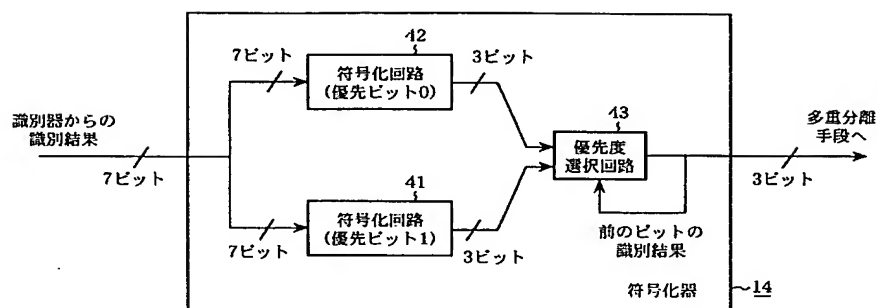 42
7ビット
3ビット
符号化回路
(優先ビット0)
識別器からの
識別結果
7ビット
43
優先度
選択回路
多重分離
手段へ
3ビット
41
符号化回路
(優先ビット1)
7ビット
3ビット
前のビットの
識別結果
符号化器
14